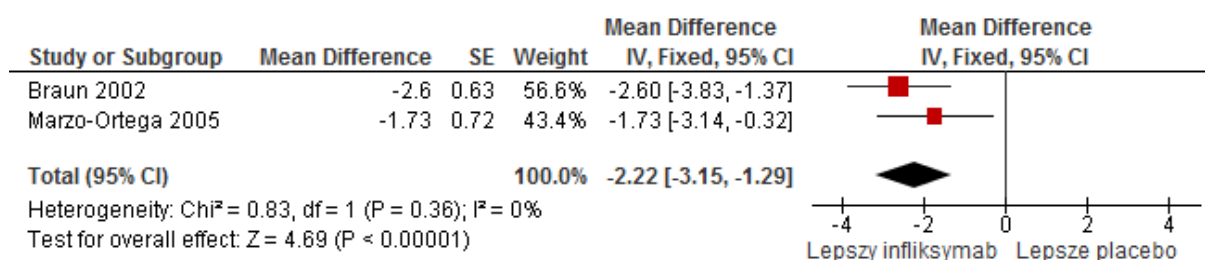 Mean Difference Mean Difference
Study or Subgroup Mean Difference SE Weight IV, Fixed, 95% CI IV, Fixed, 95% CI
Braun 2002 -2.6 0.63 56.6% -2.60 [-3.83, -1.37]
Marzo-Ortega 2005 -1.73 0.72 43.4% -1.73 [-3.14, -0.32]
Total (95% CI) 100.0% -2.22 [-3.15, -1.29]
Heterogeneity: Chi² = 0.83, df = 1 (P = 0.36); I² = 0%
Test for overall effect: Z = 4.69 (P < 0.00001)
-4 -2 0 2 4
Lepszy infliksymab Lepsze placebo